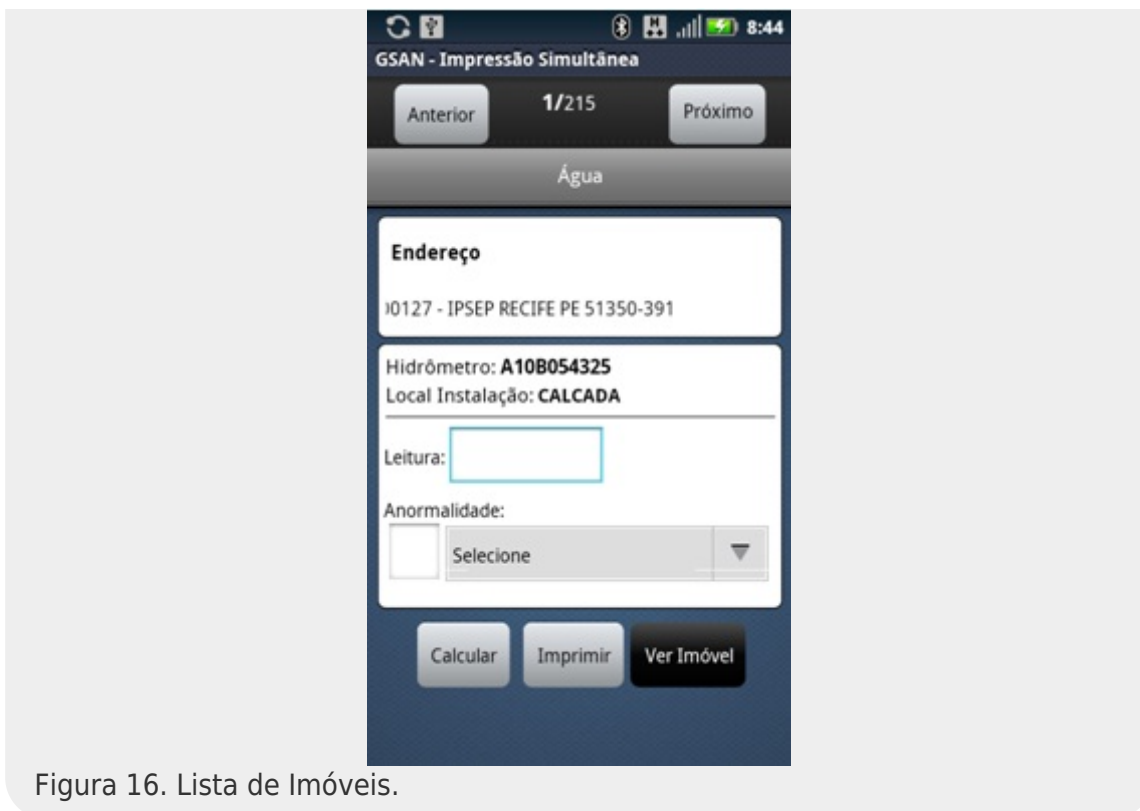 8:44
GSAN - Impressão Simultânea
Anterior 1/215 Próximo
Água
Endereço
00127 - IPSEP RECIFE PE 51350-391
Hidrômetro: A10B054325
Local Instalação: CALCADA
Leitura:
Anormalidade:
Selecione
Calcular Imprimir Ver Imóvel
Figura 16. Lista de Imóveis.